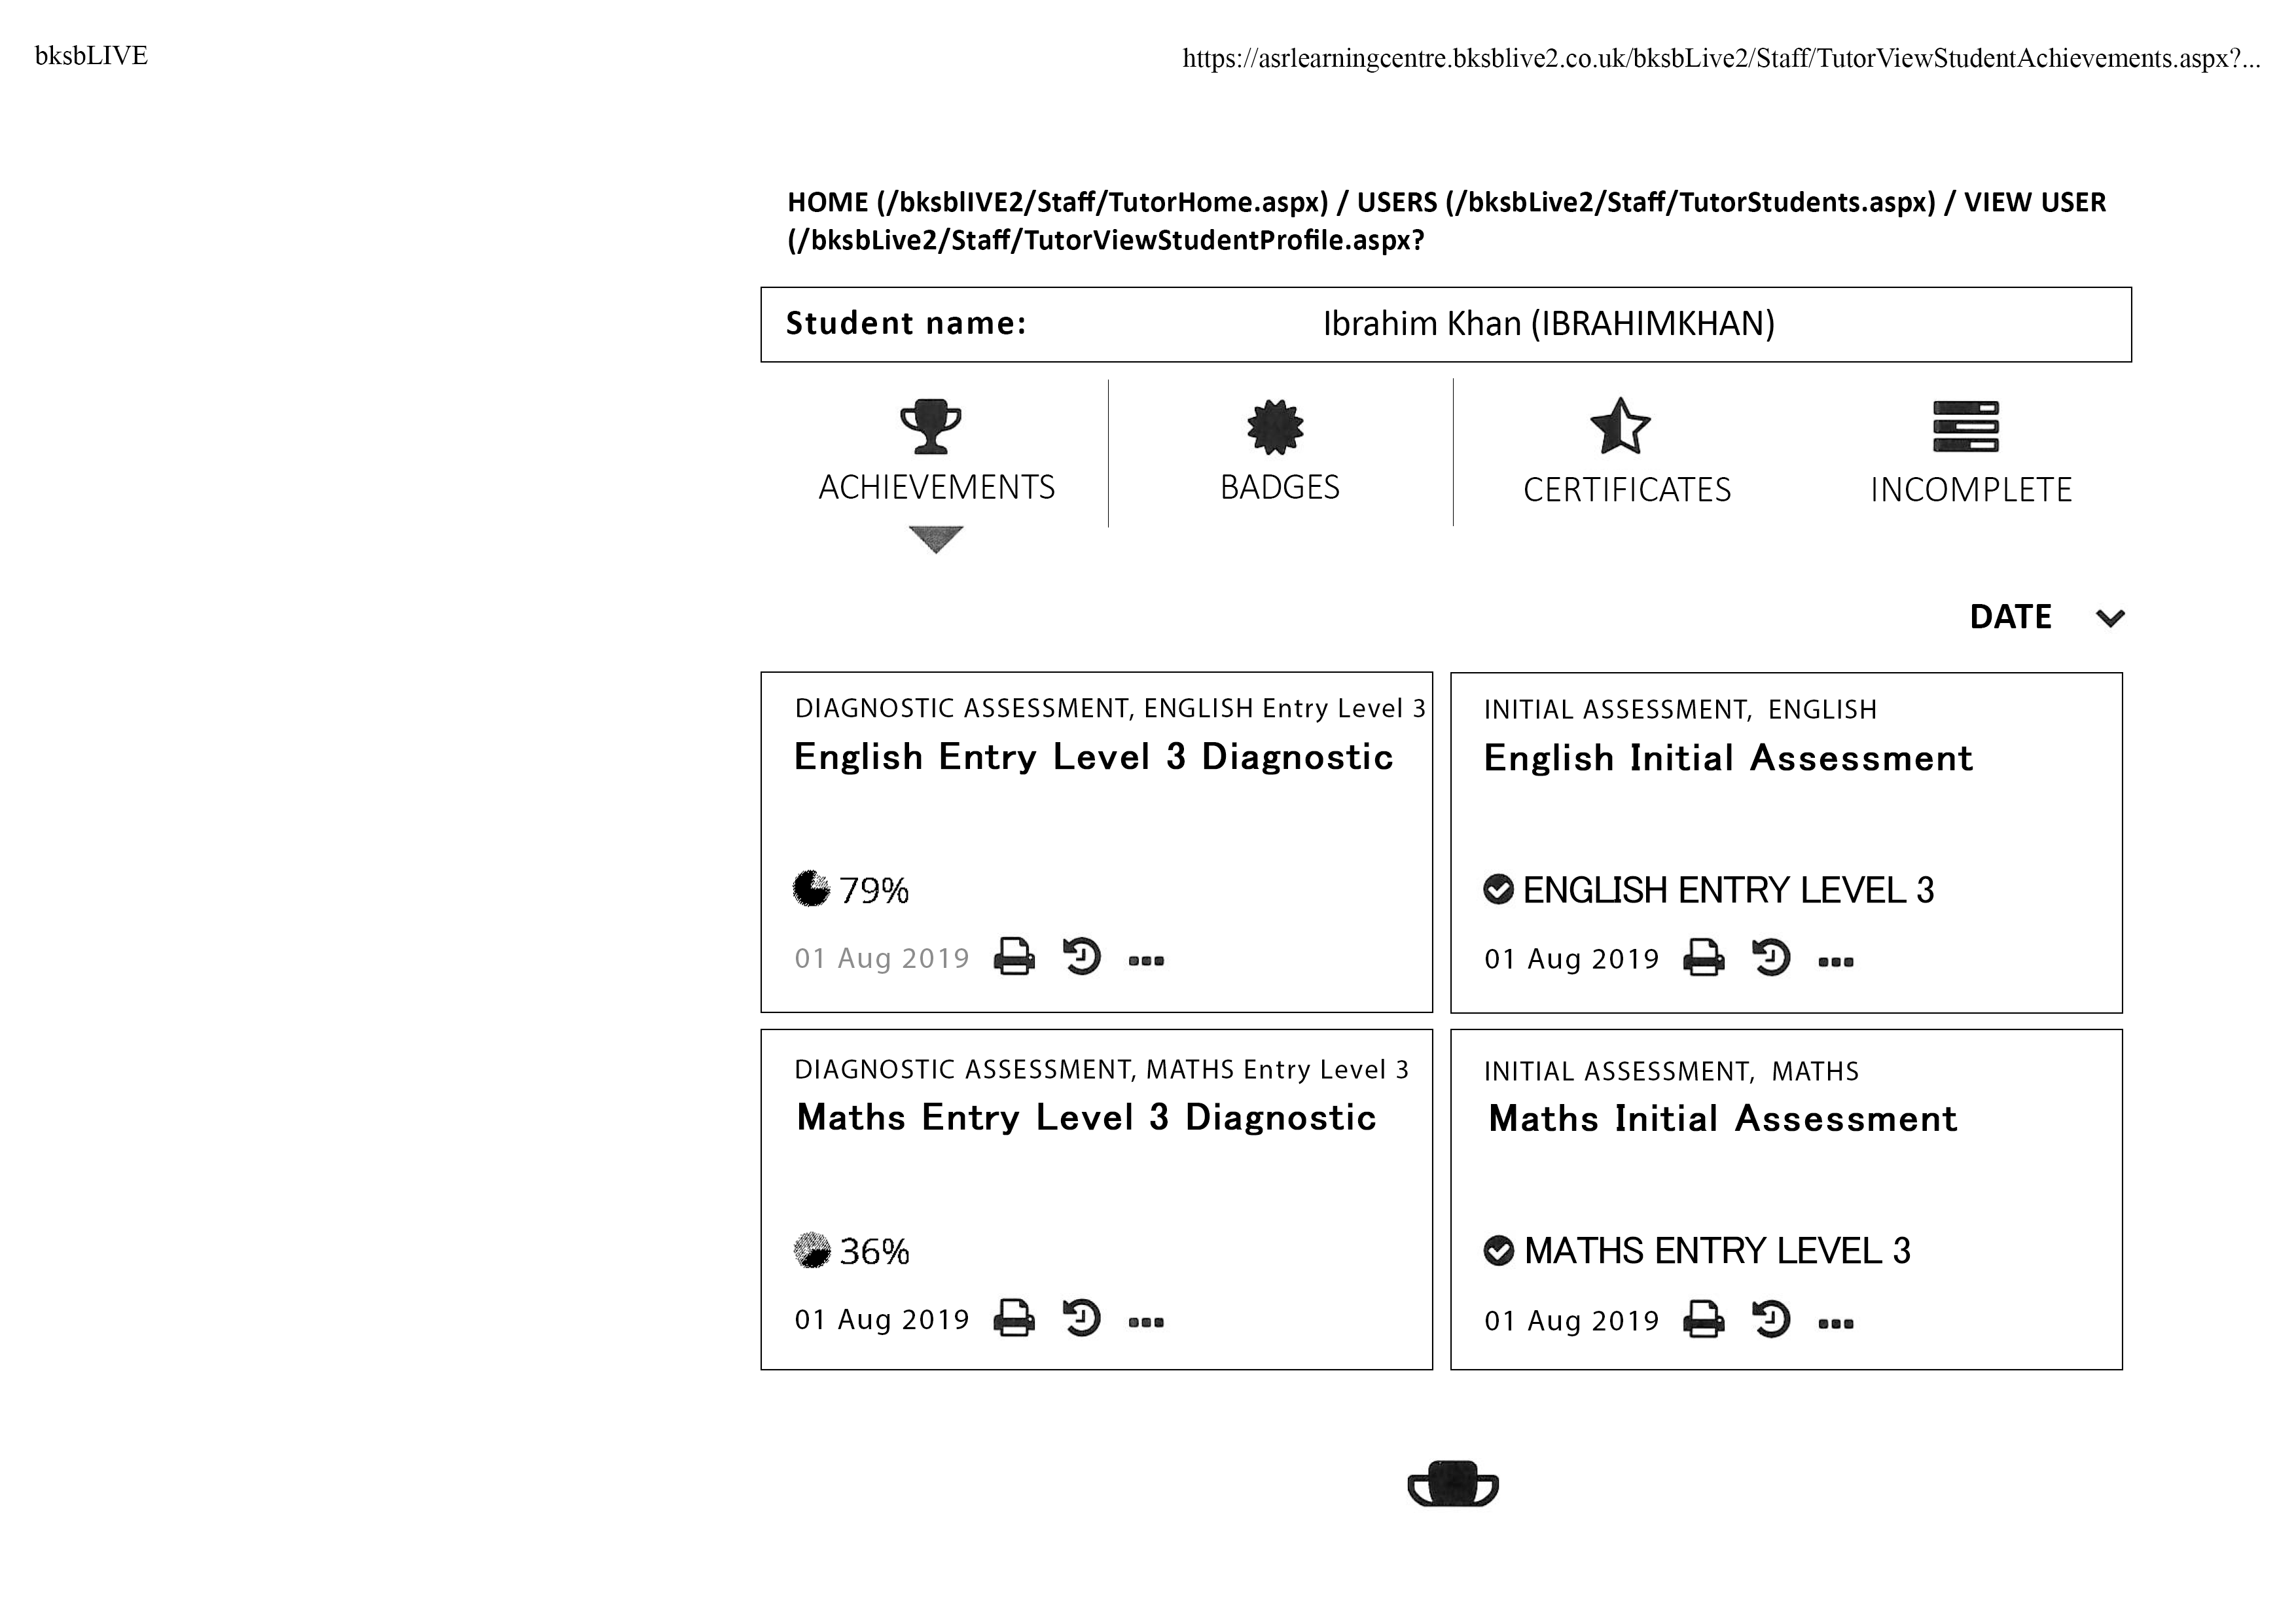 bksbLIVE
https://asrlearningcentre.bksblive2.co.uk/bksbLive2/Staff/TutorViewStudentAchievements.aspx?...
HOME (/bksblIVE2/Staff/TutorHome.aspx) / USERS (/bksbLive2/Staff/TutorStudents.aspx) / VIEW USER
(/bksbLive2/Staff/TutorViewStudentProfile.aspx?
Student name: Ibrahim Khan (IBRAHIMKHAN)
ACHIEVEMENTS
BADGES
CERTIFICATES
INCOMPLETE
DATE
DIAGNOSTIC ASSESSMENT, ENGLISH Entry Level 3
English Entry Level 3 Diagnostic
79%
01 Aug 2019
INITIAL ASSESSMENT, ENGLISH
English Initial Assessment
ENGLISH ENTRY LEVEL 3
01 Aug 2019
DIAGNOSTIC ASSESSMENT, MATHS Entry Level 3
Maths Entry Level 3 Diagnostic
36%
01 Aug 2019
INITIAL ASSESSMENT, MATHS
Maths Initial Assessment
MATHS ENTRY LEVEL 3
01 Aug 2019